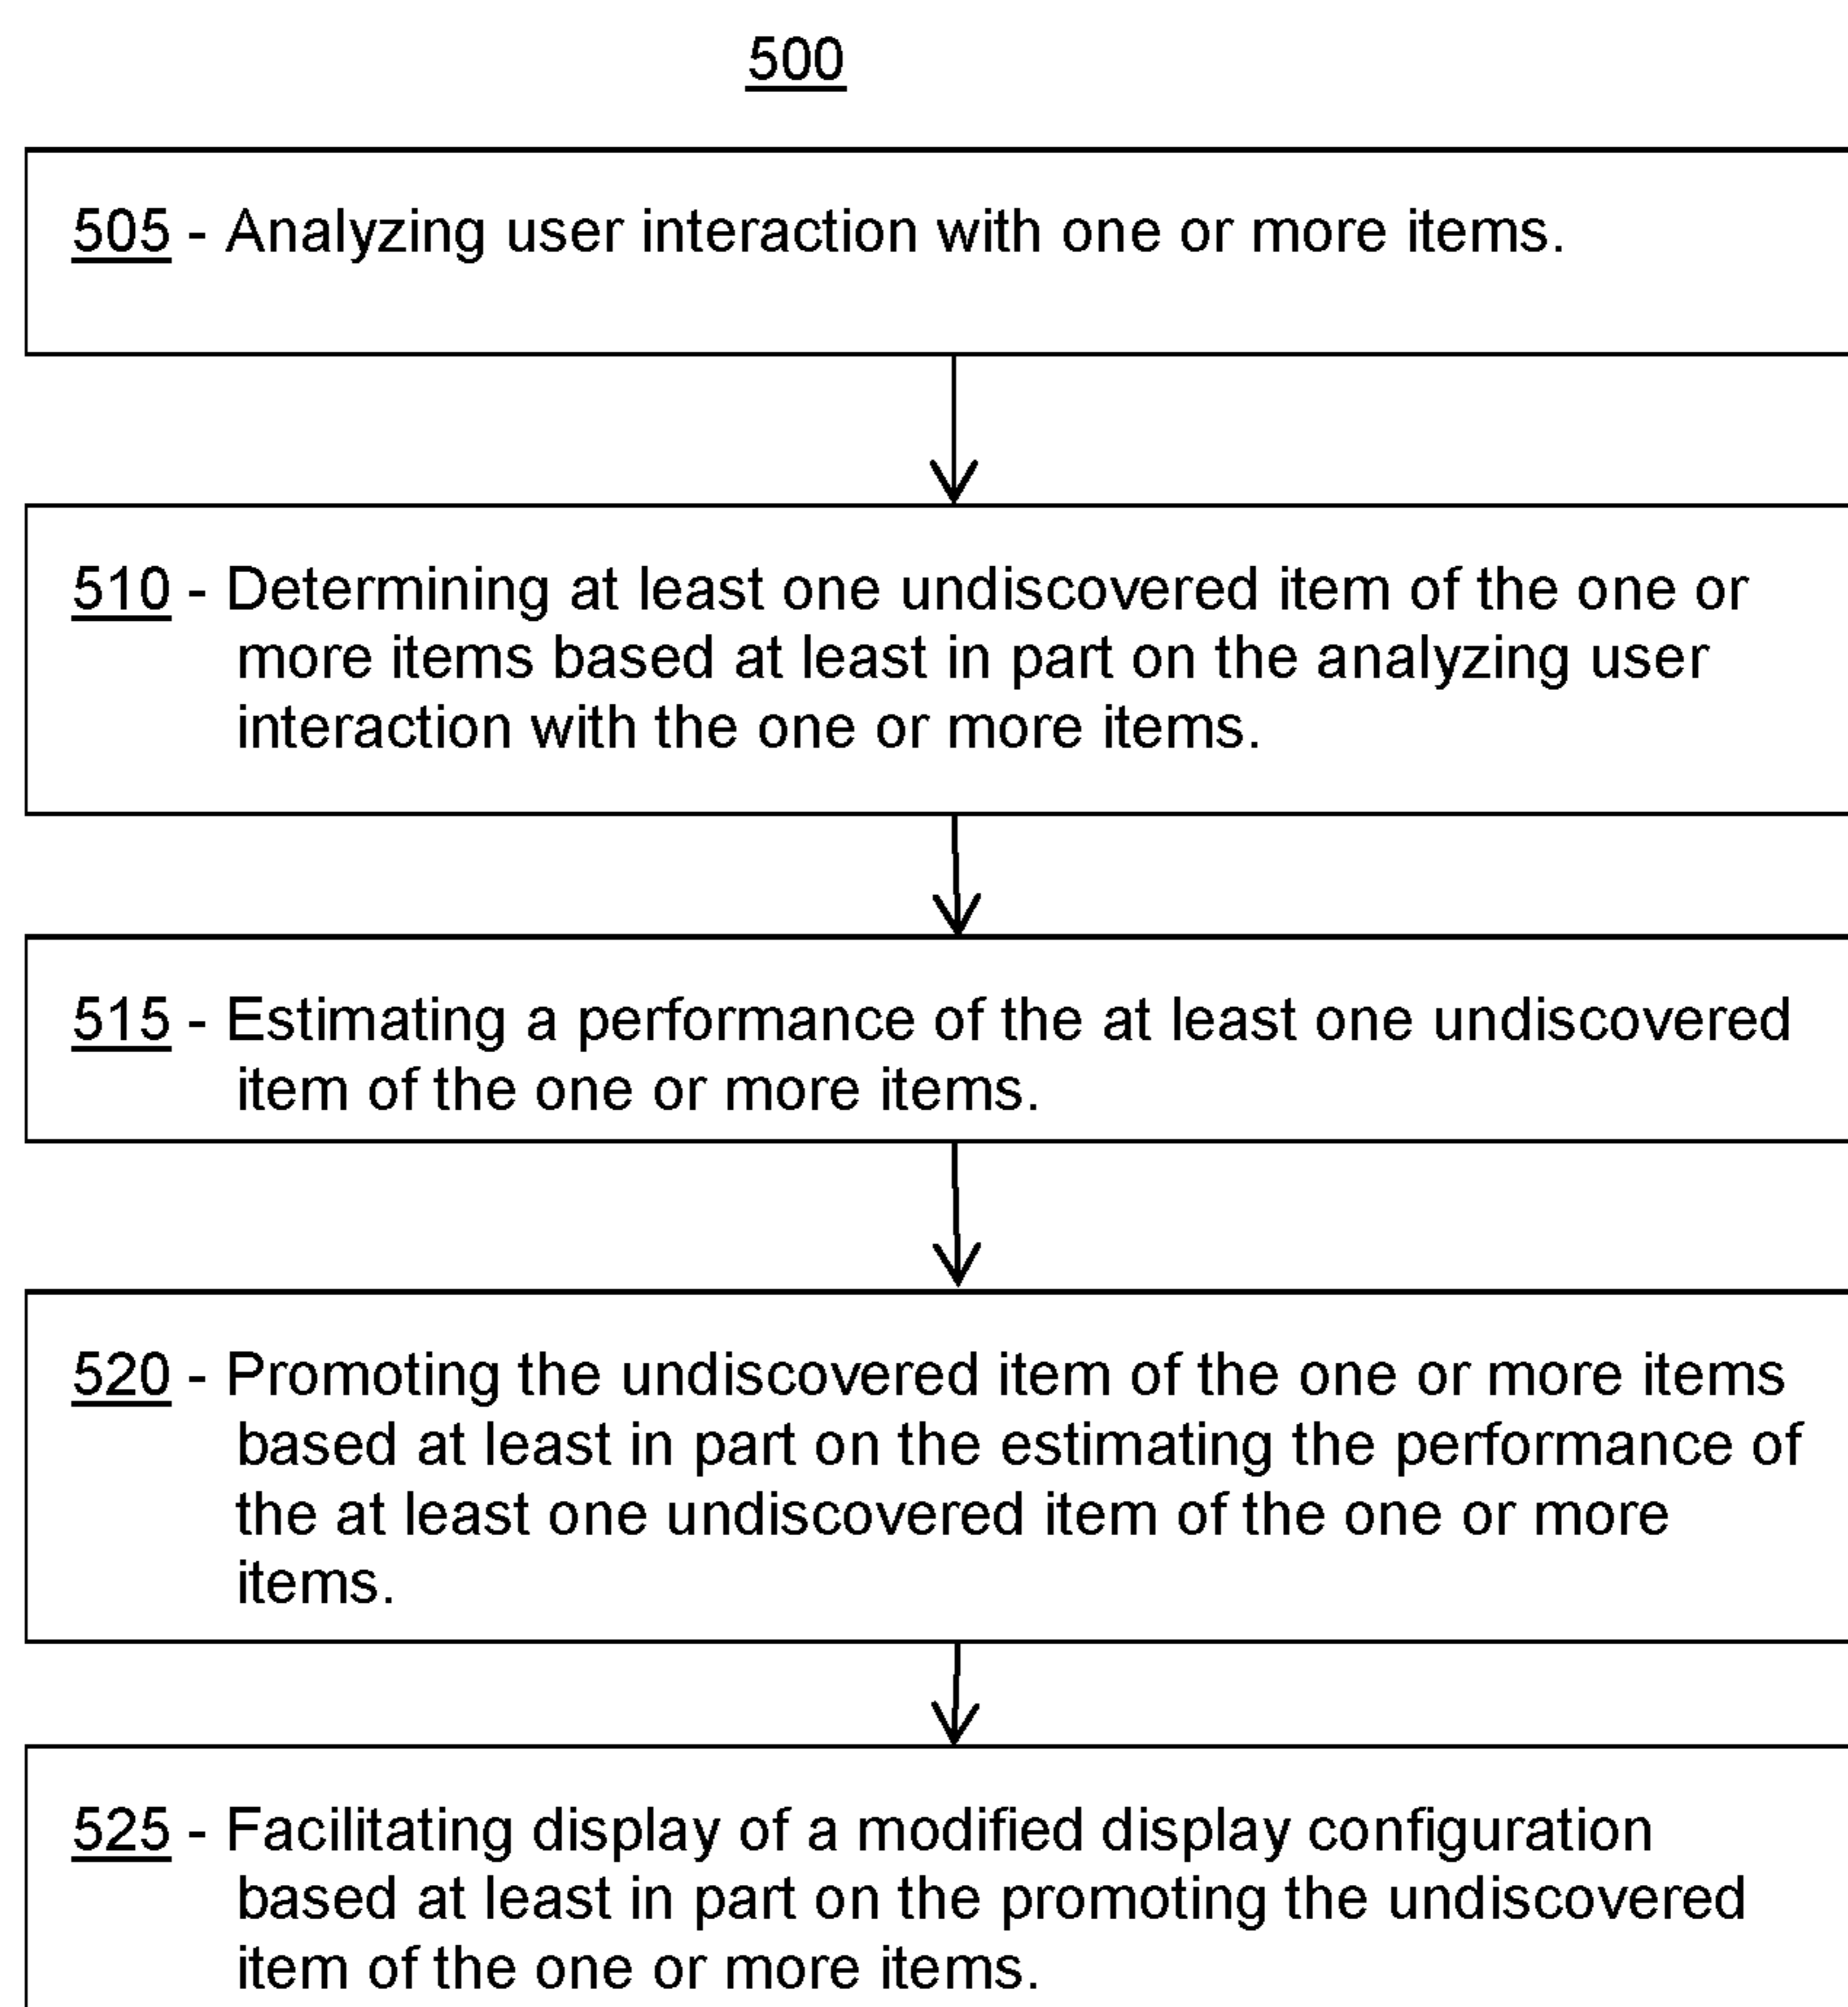 500
505 - Analyzing user interaction with one or more items.
510 - Determining at least one undiscovered item of the one or
more items based at least in part on the analyzing user
interaction with the one or more items.
515 - Estimating a performance of the at least one undiscovered
item of the one or more items.
520 - Promoting the undiscovered item of the one or more items
based at least in part on the estimating the performance of
the at least one undiscovered item of the one or more
items.
525 - Facilitating display of a modified display configuration
based at least in part on the promoting the undiscovered
item of the one or more items.